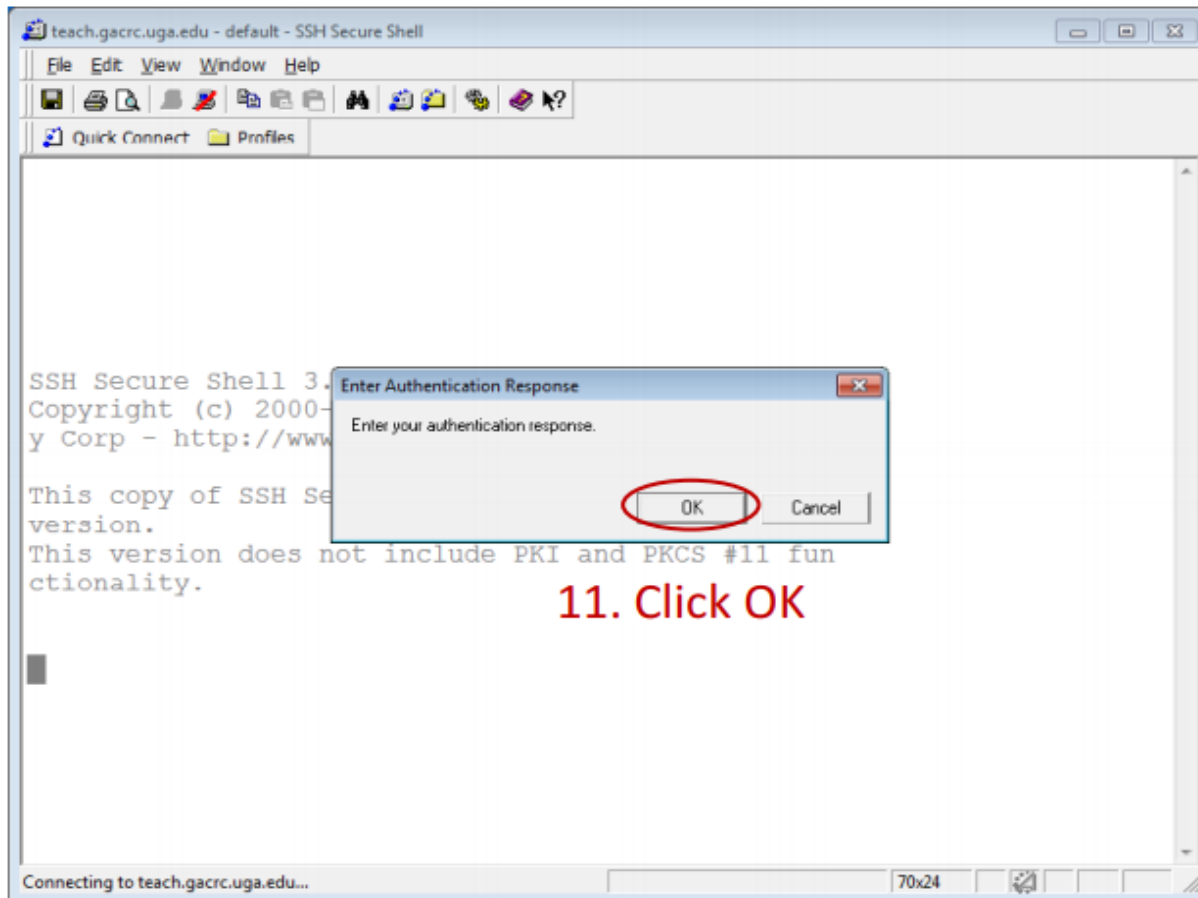 teach.gacrc.uga.edu - default - SSH Secure Shell
File Edit View Window Help
Quick Connect Profiles
SSH Secure Shell 3.
Copyright (c) 2000-
y Corp - http://www
This copy of SSH Se
version.
This version does not include PKI and PKCS #11 fun
ctionality.
Enter Authentication Response
Enter your authentication response.
OK Cancel
11. Click OK
Connecting to teach.gacrc.uga.edu... 70x24